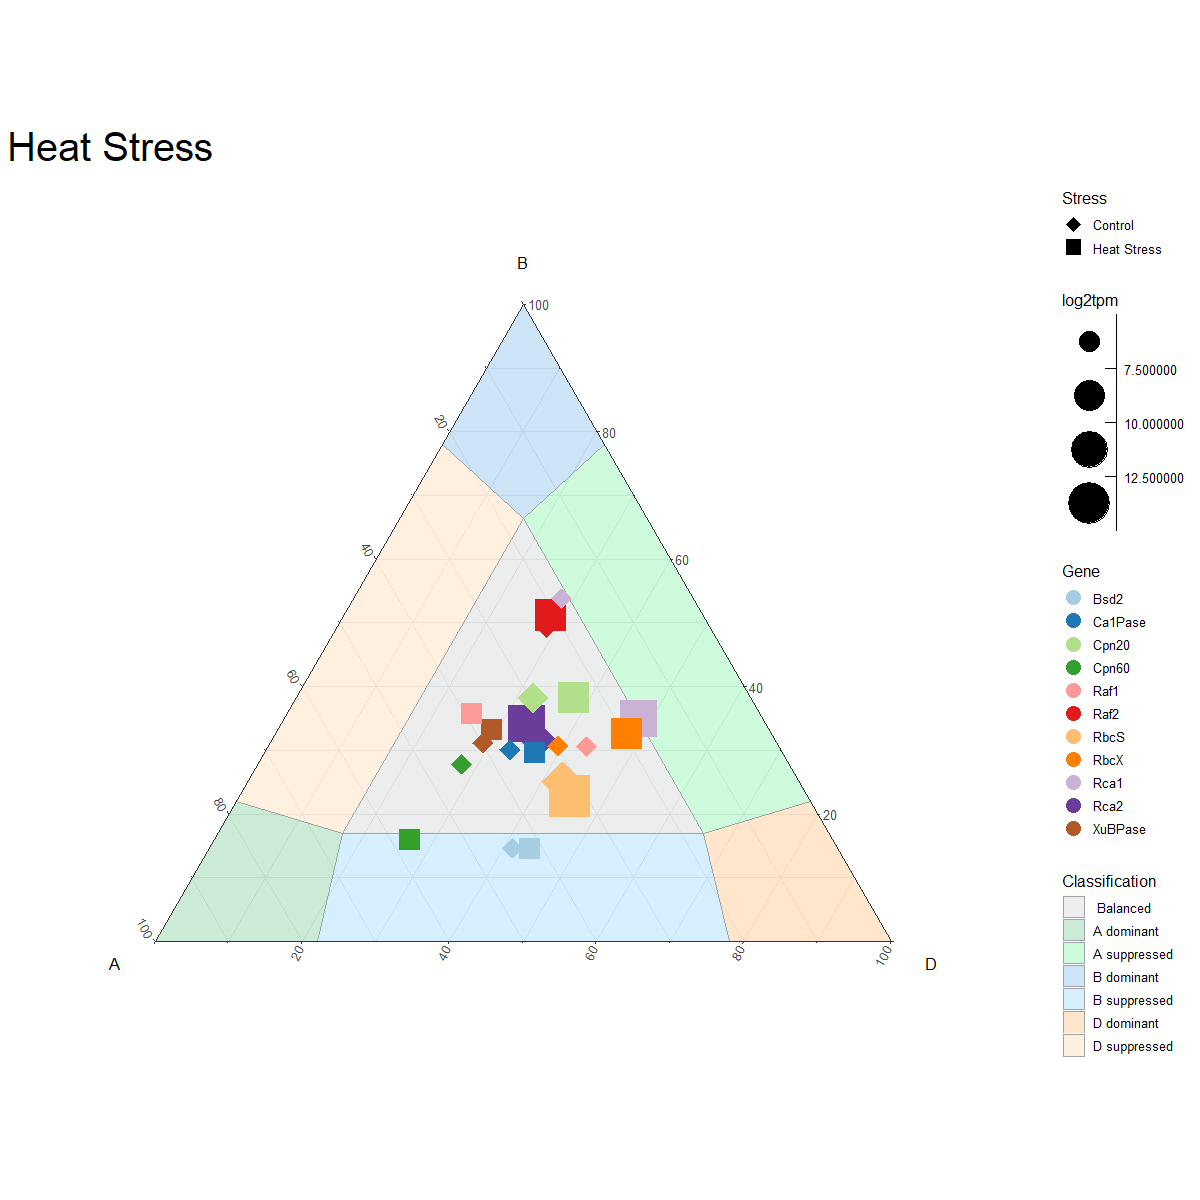 Heat Stress
Stress
Control
Heat Stress
log2tpm
7.500000
10.000000
12.500000
Gene
Bsd2
Ca1Pase
Cpn20
Cpn60
Raf1
Raf2
RbcS
RbcX
Rca1
Rca2
XuBPase
Classification
Balanced
A dominant
A suppressed
B dominant
B suppressed
D dominant
D suppressed
B
100
20
80
40
60
60
40
80
20
100
20
40
60
80
100
A
D